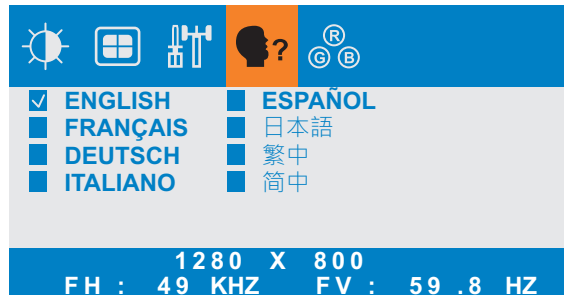 ?
R
G B
ENGLISH ESPAÑOL
FRANÇAIS 日本語
DEUTSCH 繁中
ITALIANO 简中
1280 X 800
FH : 49 KHZ FV : 59 .8 HZ